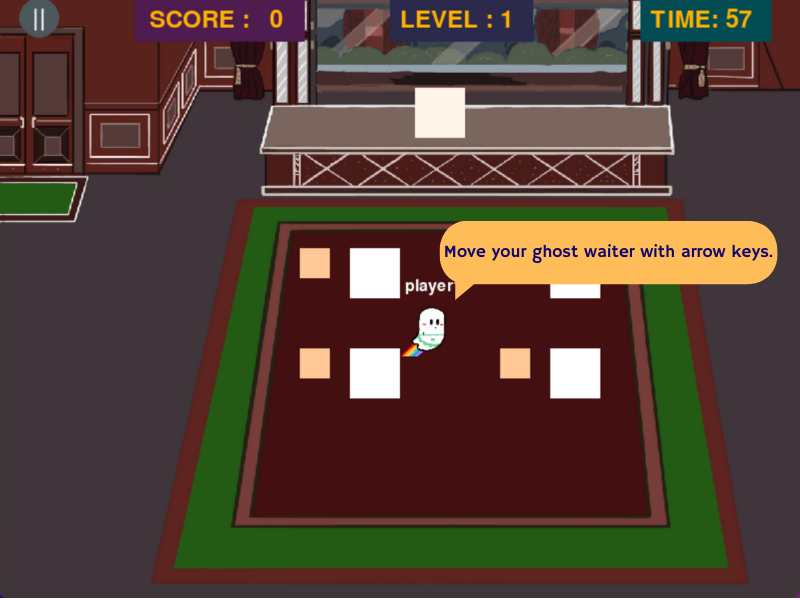 SCORE : 0
LEVEL : 1
TIME: 57
Move your ghost waiter with arrow keys.
player